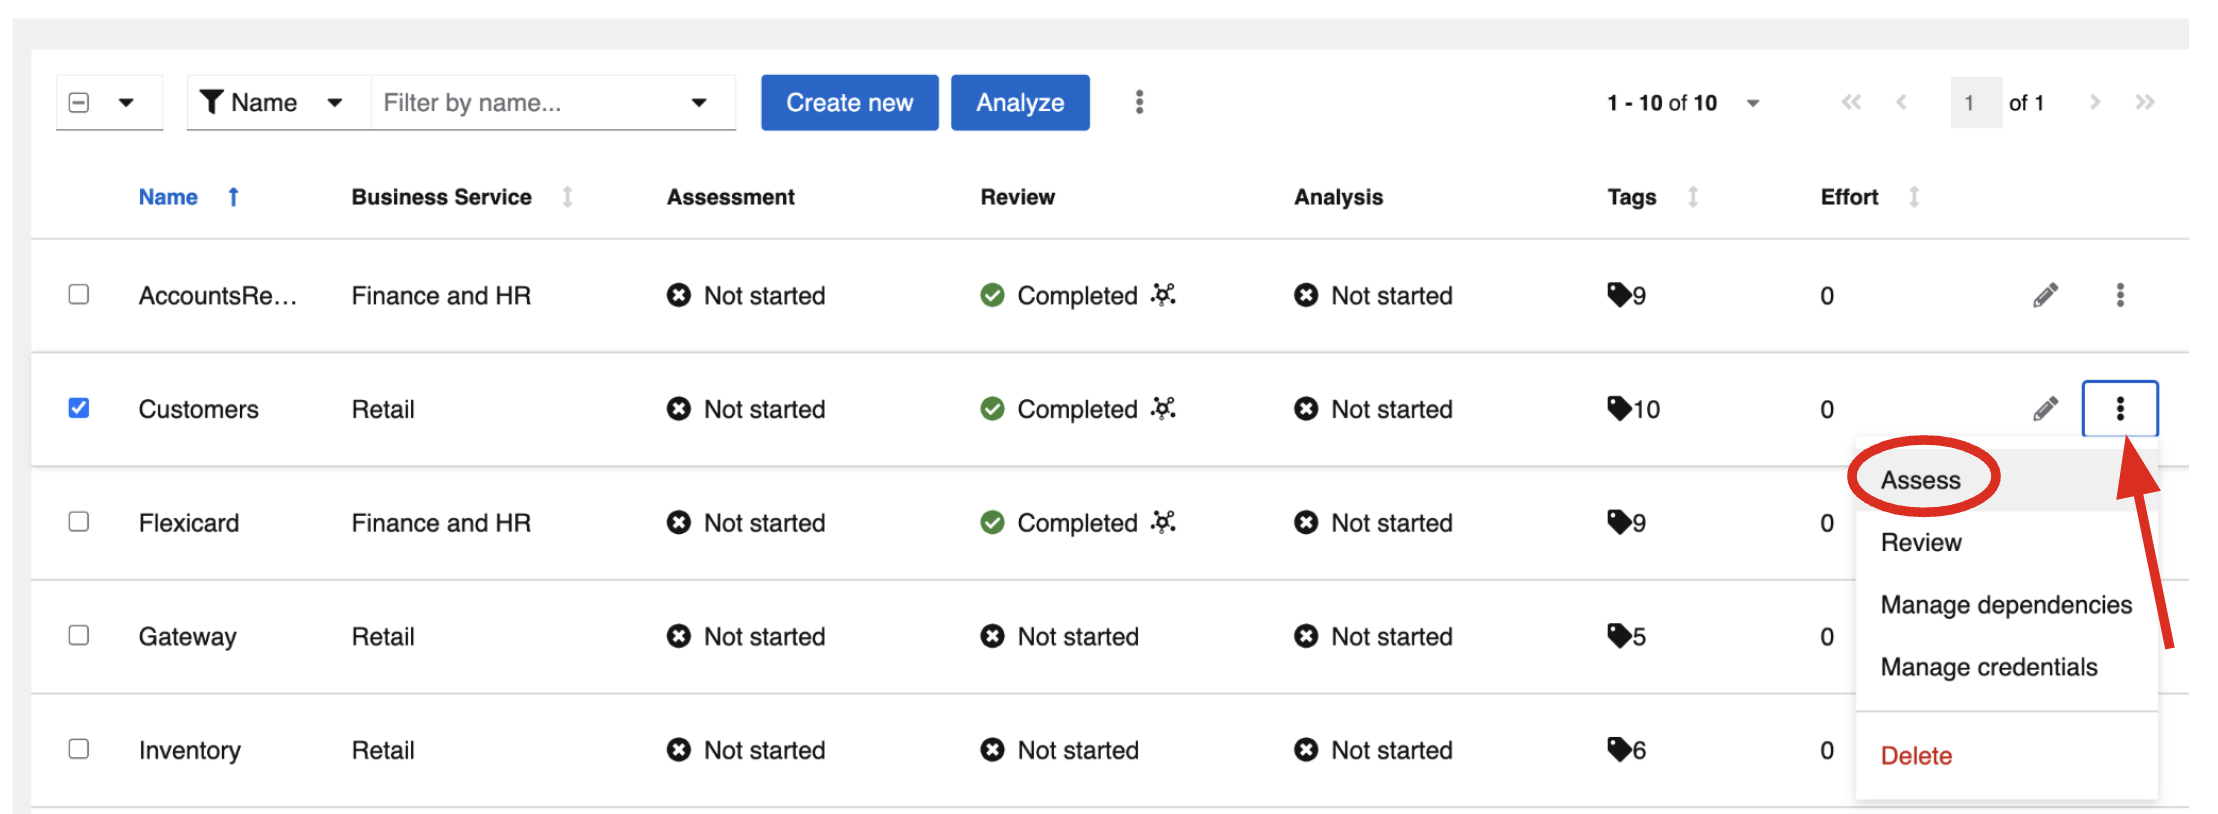 Name Filter by name... Create new Analyze 1 - 10 of 10 1 of 1
Name Business Service Assessment Review Analysis Tags Effort
AccountsRe... Finance and HR Not started Completed Not started 9 0
Customers Retail Not started Completed Not started 10 0
Assess
Flexicard Finance and HR Not started Completed Not started 9 0
Review
Manage dependencies
Gateway Retail Not started Not started Not started 5 0
Manage credentials
Inventory Retail Not started Not started Not started 6 0
Delete